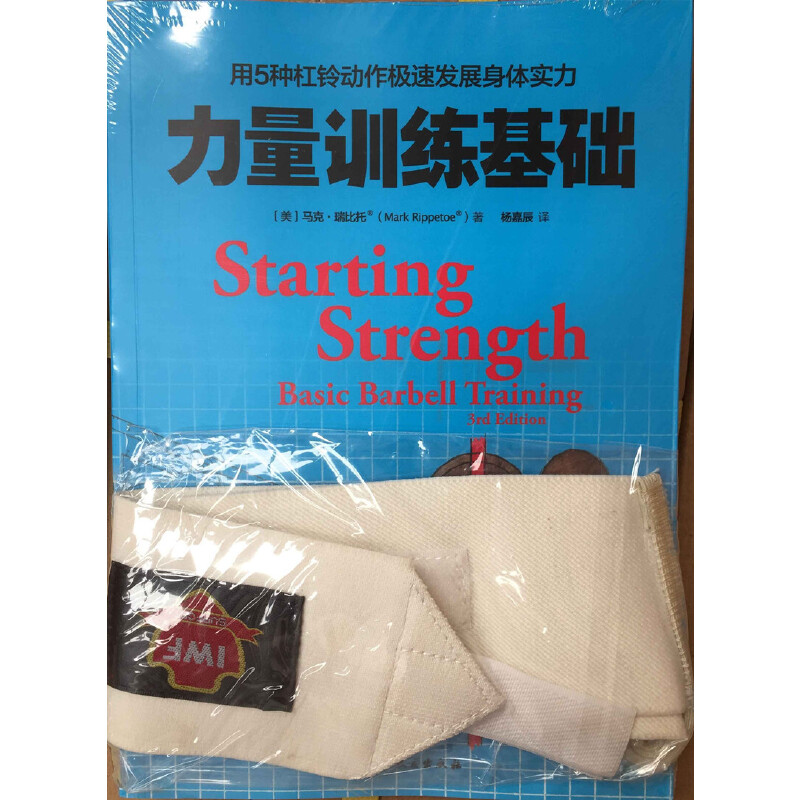 用5种杠铃动作极速发展身体实力
力量训练基础
[美] 马克·瑞比托® (Mark Rippetoe®) 著 杨嘉辰 译
Starting
Strength
Basic Barbell Training
3rd Edition
IWF